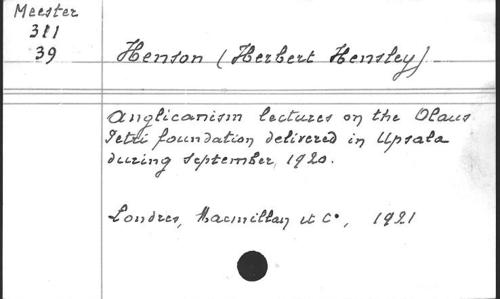 Meester
311
39
Henson (Herbert Hensley)
Anglicanism lectures on the Olaus
Petri foundation delivered in Upsala
during september, 1920.
Londres, Macmillan et Co, 1921